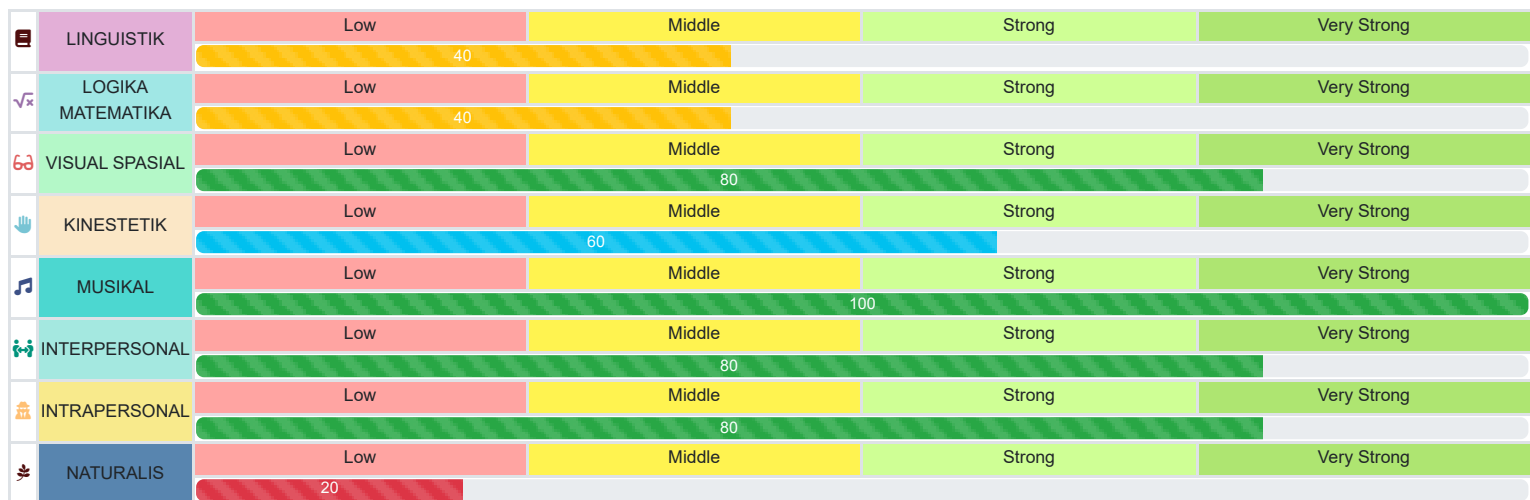 LINGUISTIK
Low Middle Strong Very Strong
40
LOGIKA
MATEMATIKA
Low Middle Strong Very Strong
40
VISUAL SPASIAL
Low Middle Strong Very Strong
80
KINESTETIK
Low Middle Strong Very Strong
60
MUSIKAL
Low Middle Strong Very Strong
100
INTERPERSONAL
Low Middle Strong Very Strong
80
INTRAPERSONAL
Low Middle Strong Very Strong
80
NATURALIS
Low Middle Strong Very Strong
20